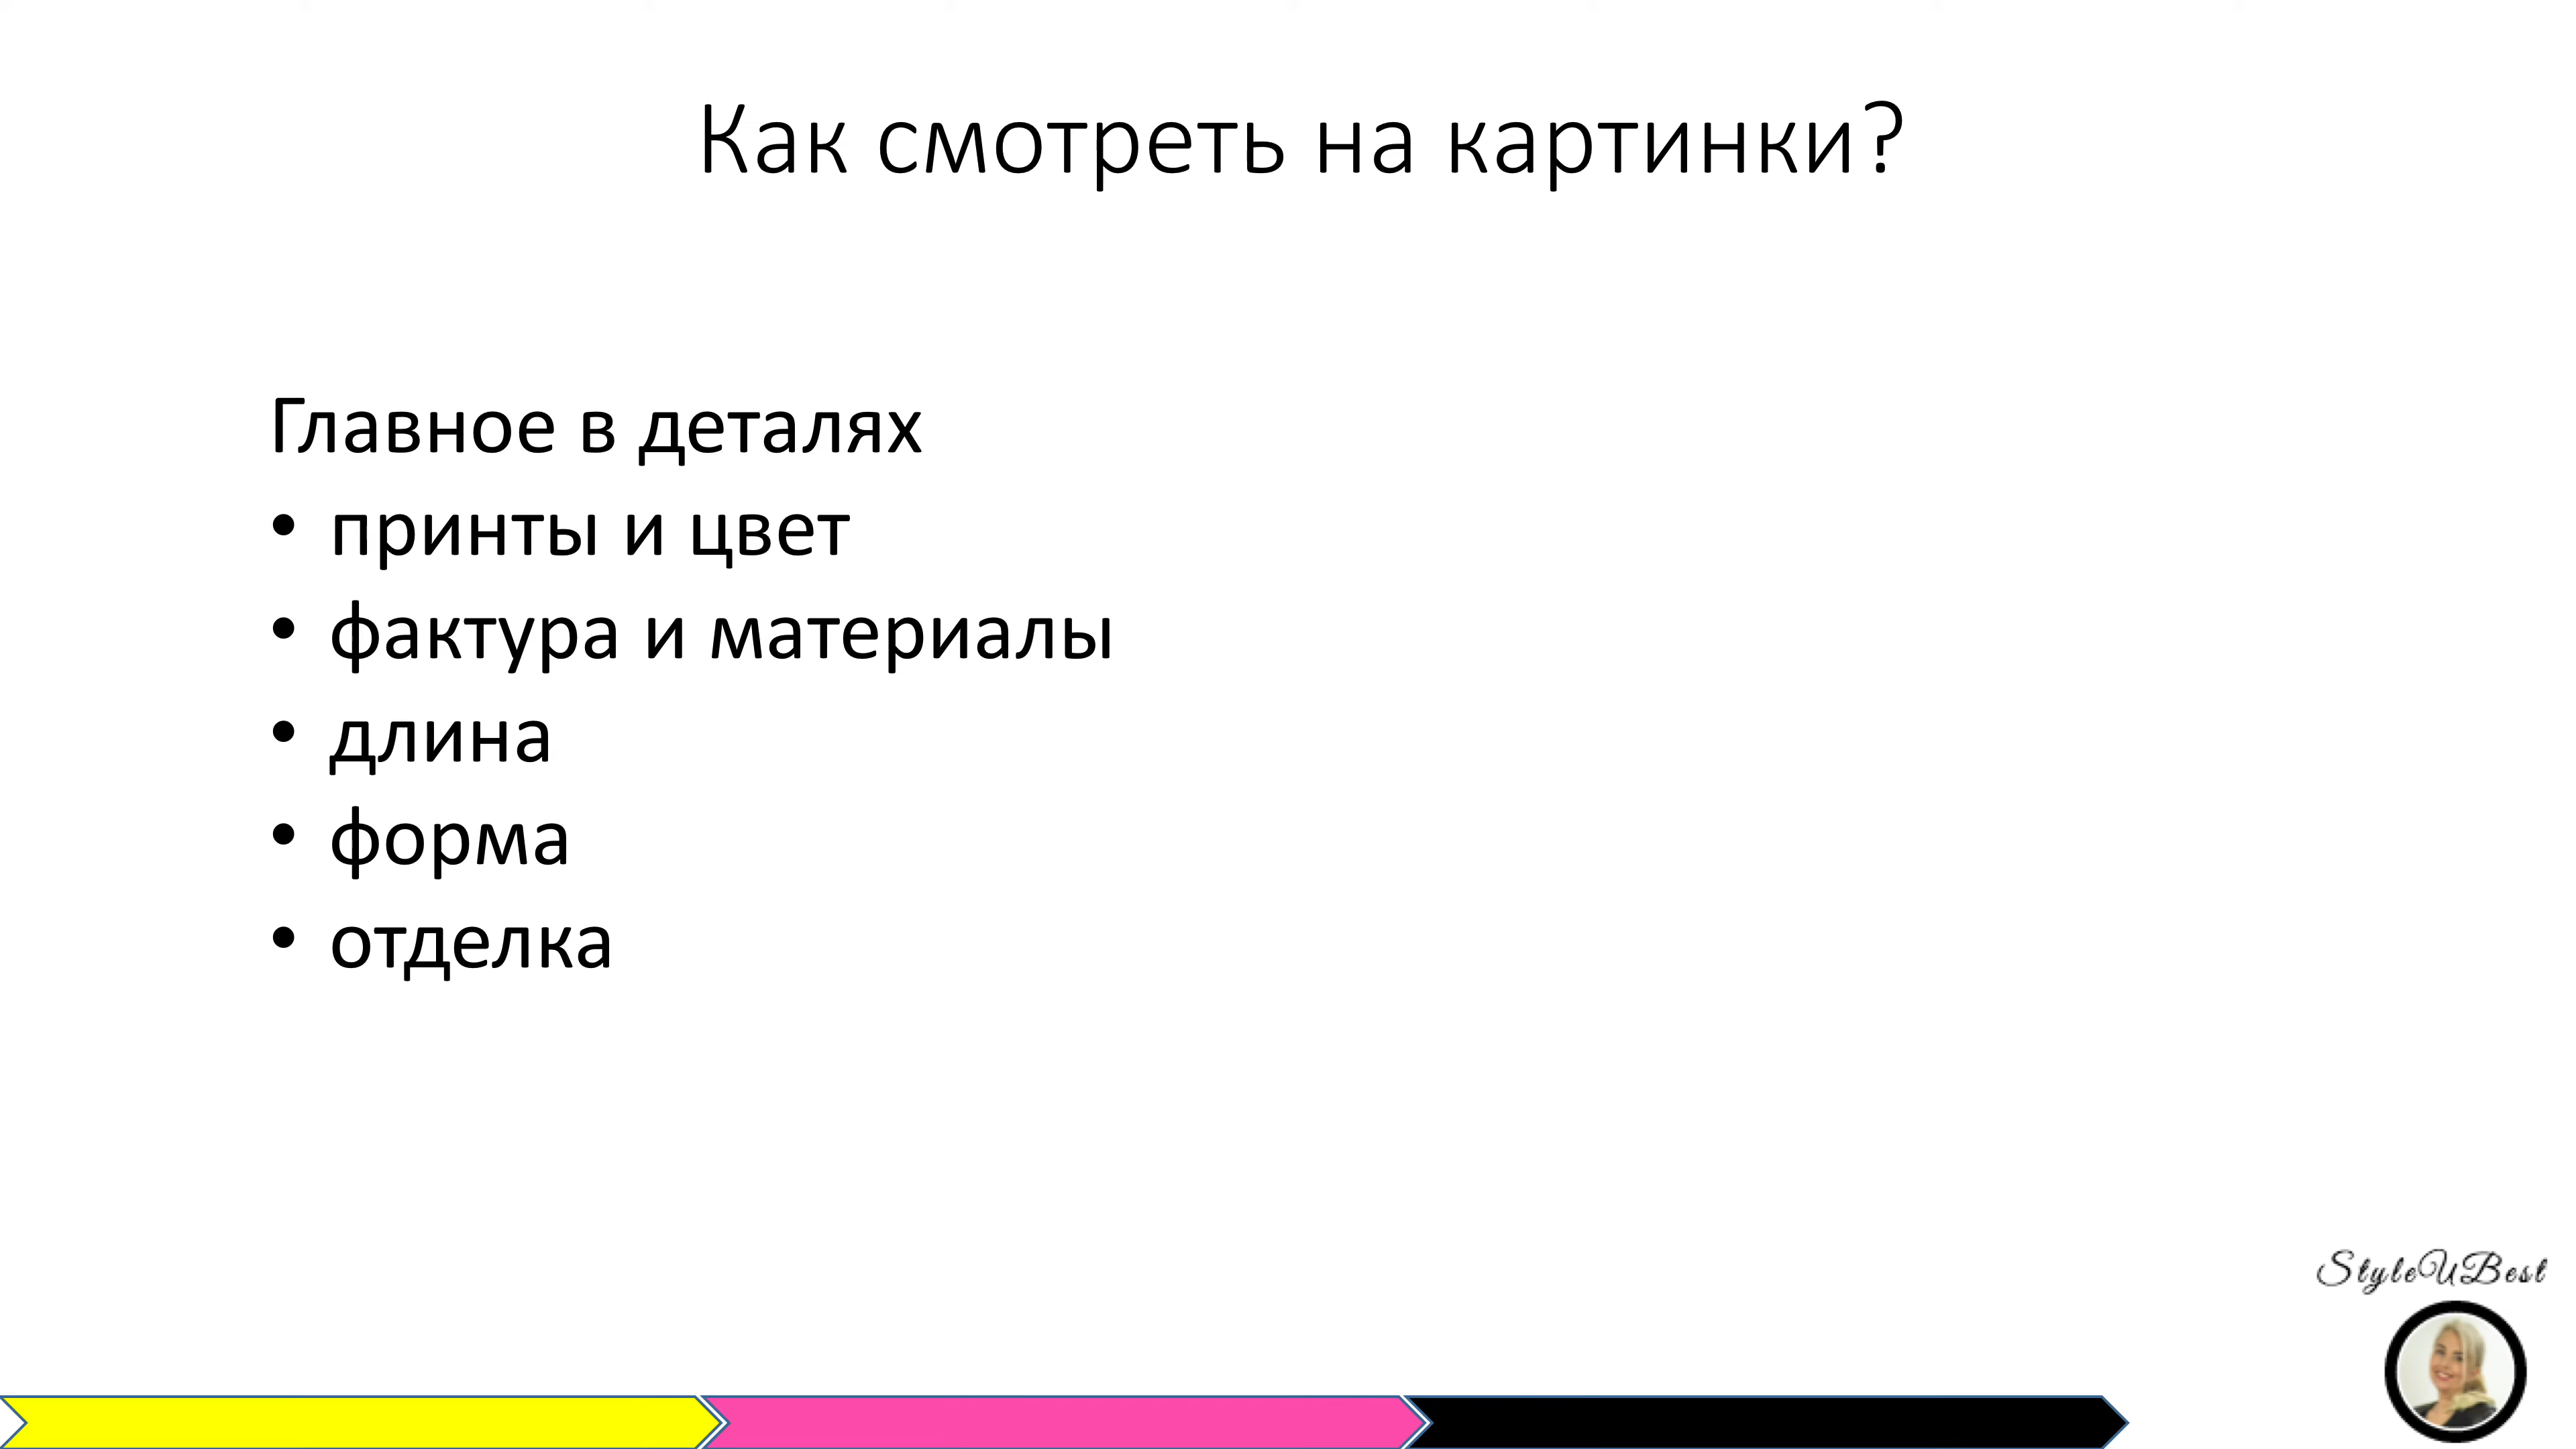 Как смотреть на картинки?
Главное в деталях
• принты и цвет
• фактура и материалы
• длина
• форма
• отделка
StyleUBest